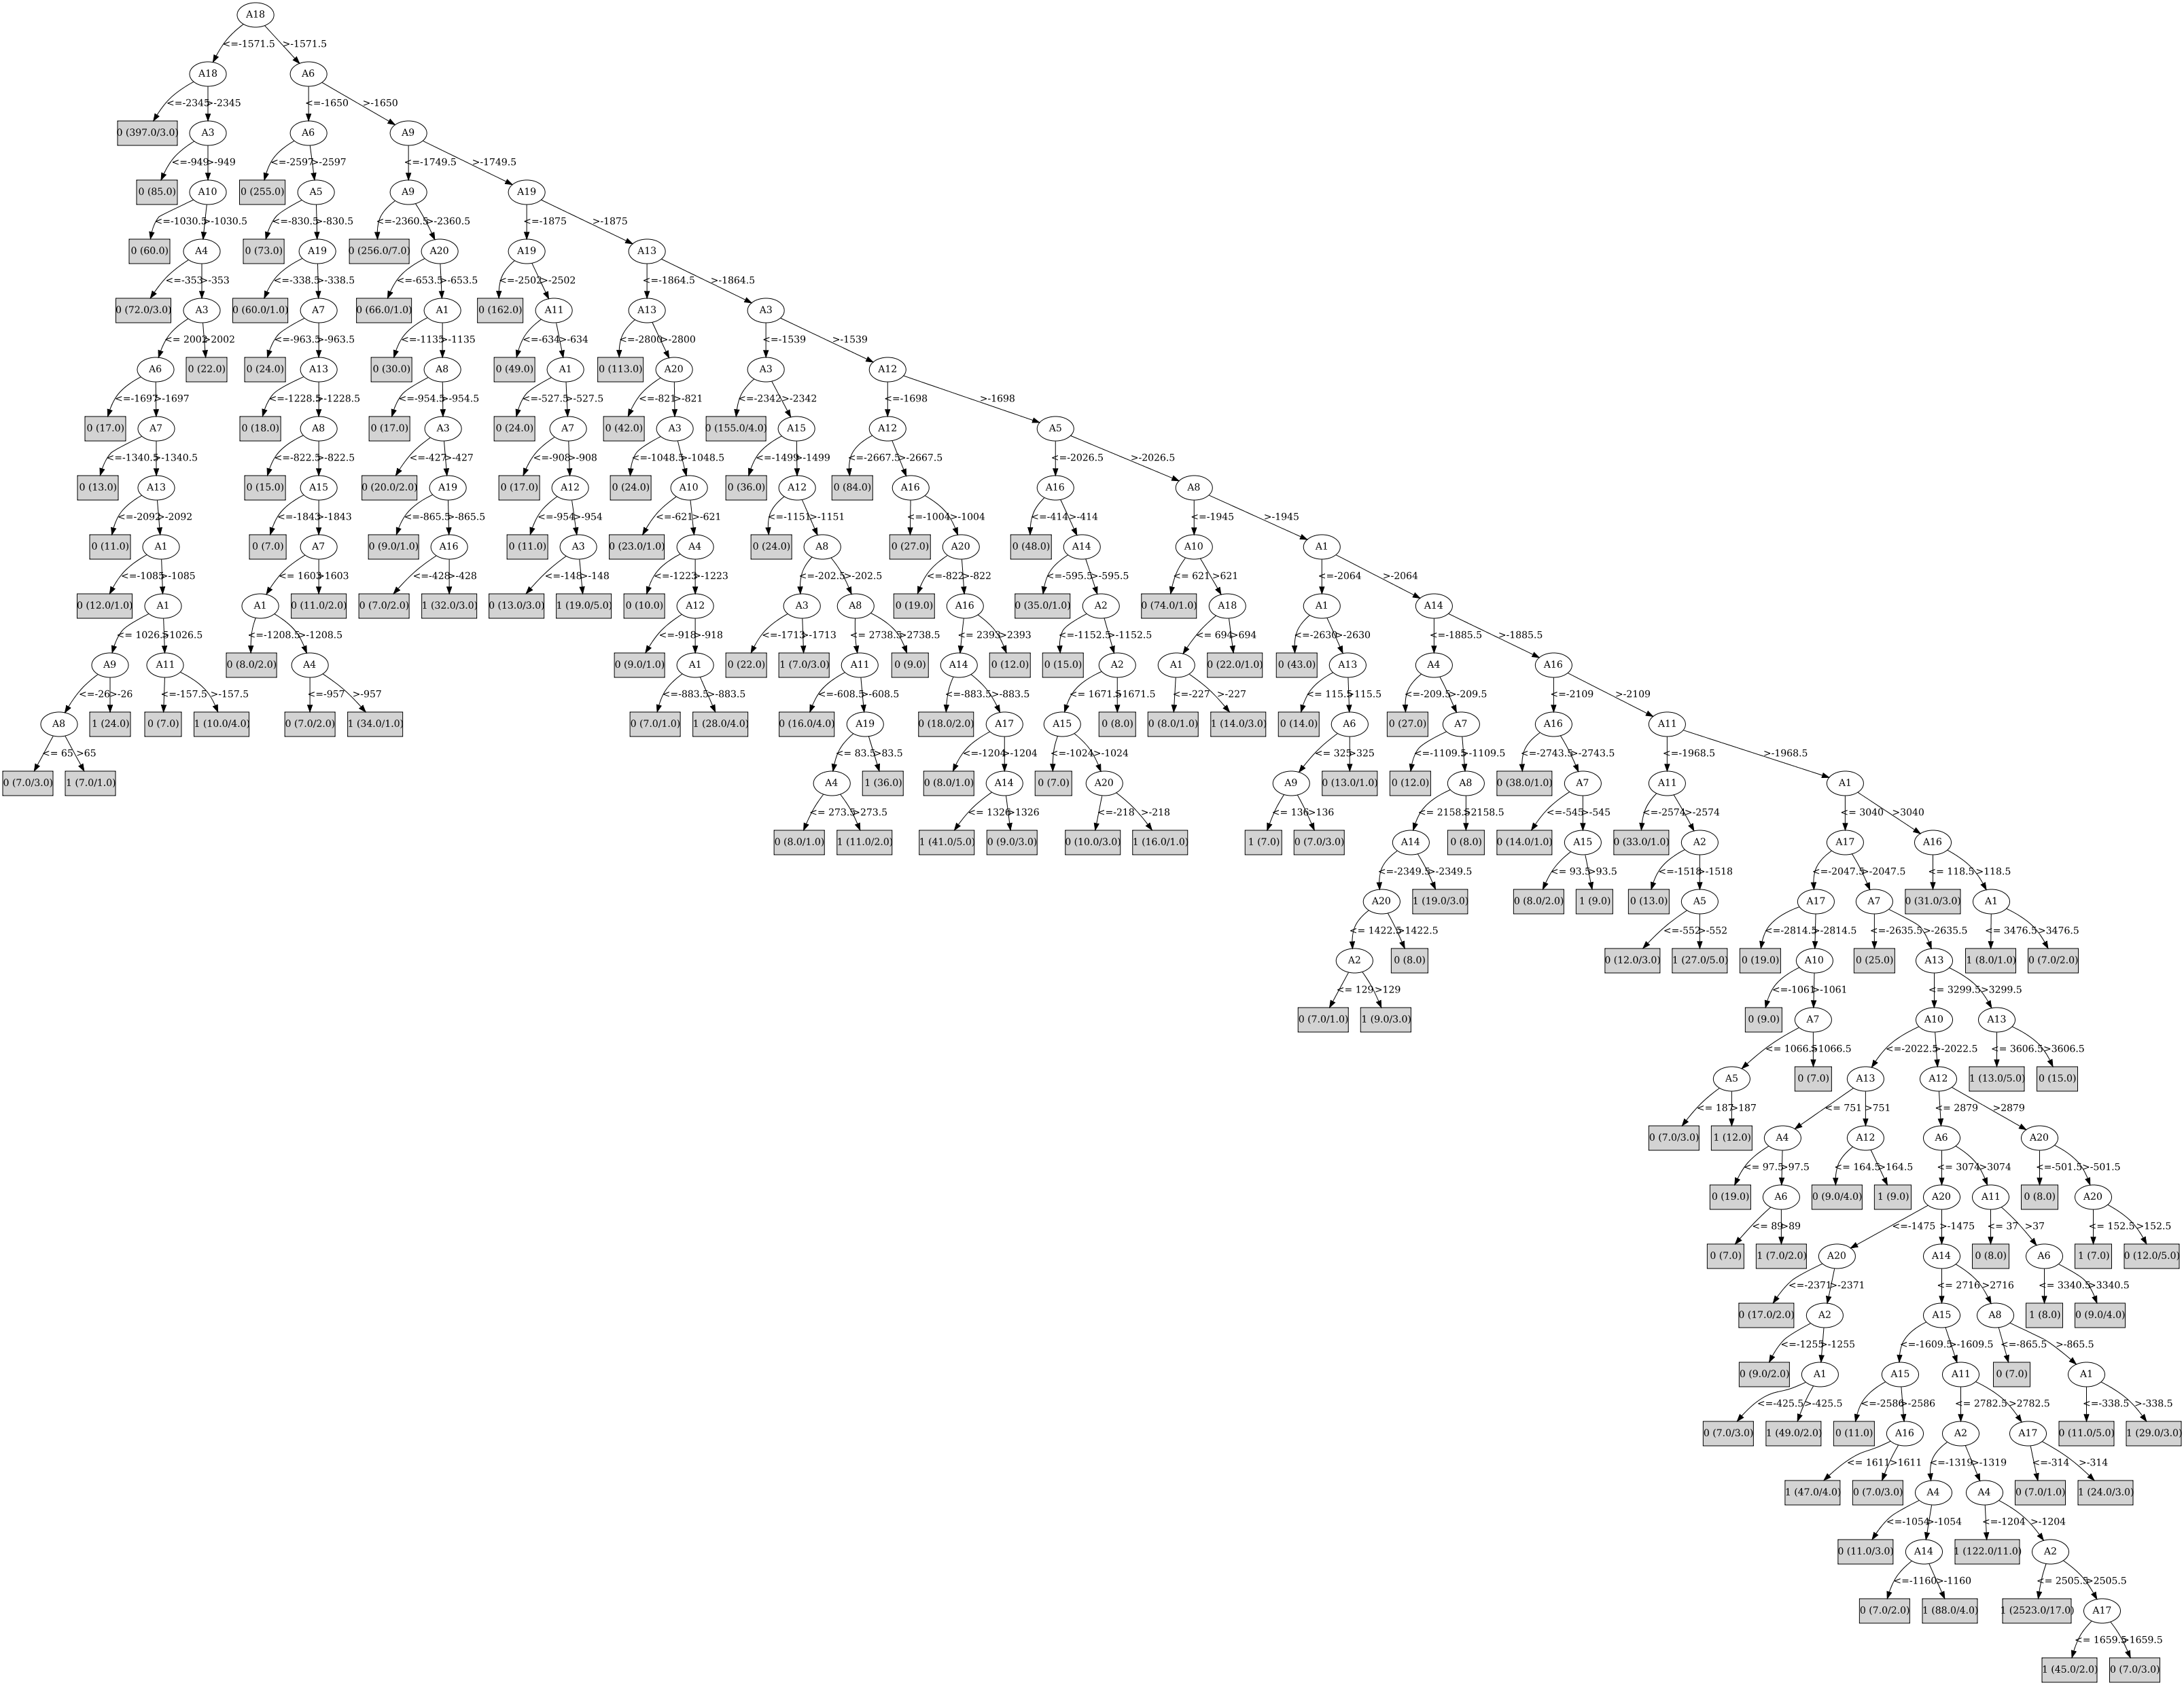 A18
<=-1571.5 >-1571.5
A18 A6
<=-2345 >-2345 <=-1650 >-1650
0 (397.0/3.0) A3 A6 A9
<=-949 >-949 <=-2597 >-2597 <=-1749.5 >-1749.5
0 (85.0) A10 0 (255.0) A5 A9 A19
<=-1030.5 >-1030.5 <=-830.5 >-830.5 <=-2360.5 >-2360.5 <=-1875 >-1875
0 (60.0) A4 0 (73.0) A19 0 (256.0/7.0) A20 A19 A13
<=-353 >-353 <=-338.5 >-338.5 <=-653.5 >-653.5 <=-2502 >-2502 <=-1864.5 >-1864.5
0 (72.0/3.0) A3 0 (60.0/1.0) A7 0 (66.0/1.0) A1 0 (162.0) A11 A13 A3
<= 2002 >2002 <=-963.5 >-963.5 <=-1135 >-1135 <=-634 >-634 <=-2800 >-2800 <=-1539 >-1539
A6 0 (22.0) 0 (24.0) A13 0 (30.0) A8 0 (49.0) A1 0 (113.0) A20 A3 A12
<=-1697 >-1697 <=-1228.5 >-1228.5 <=-954.5 >-954.5 <=-527.5 >-527.5 <=-821 >-821 <=-2342 >-2342 <=-1698 >-1698
0 (17.0) A7 0 (18.0) A8 0 (17.0) A3 0 (24.0) A7 0 (42.0) A3 0 (155.0/4.0) A15 A12 A5
<=-1340.5 >-1340.5 <=-822.5 >-822.5 <=-427 >-427 <=-908 >-908 <=-1048.5 >-1048.5 <=-1499 >-1499 <=-2667.5 >-2667.5 <=-2026.5 >-2026.5
0 (13.0) A13 0 (15.0) A15 0 (20.0/2.0) A19 0 (17.0) A12 0 (24.0) A10 0 (36.0) A12 0 (84.0) A16 A16 A8
<=-2092 >-2092 <=-1843 >-1843 <=-865.5 >-865.5 <=-954 >-954 <=-621 >-621 <=-1151 >-1151 <=-1004 >-1004 <=-414 >-414 <=-1945 >-1945
0 (11.0) A1 0 (7.0) A7 0 (9.0/1.0) A16 0 (11.0) A3 0 (23.0/1.0) A4 0 (24.0) A8 0 (27.0) A20 0 (48.0) A14 A10 A1
<=-1085 >-1085 <= 1603 >1603 <=-428 >-428 <=-148 >-148 <=-1223 >-1223 <=-202.5 >-202.5 <=-822 >-822 <=-595.5 >-595.5 <= 621 >621 <=-2064 >-2064
0 (12.0/1.0) A1 A1 0 (11.0/2.0) 0 (7.0/2.0) 1 (32.0/3.0) 0 (13.0/3.0) 1 (19.0/5.0) 0 (10.0) A12 A3 A8 0 (19.0) A16 0 (35.0/1.0) A2 0 (74.0/1.0) A18 A1 A14
<= 1026.5 >1026.5 <=-1208.5 >-1208.5 <=-918 >-918 <=-1713 >-1713 <= 2738.5 >2738.5 <= 2393 >2393 <=-1152.5 >-1152.5 <= 694 >694 <=-2630 >-2630 <=-1885.5 >-1885.5
A9 A11 0 (8.0/2.0) A4 0 (9.0/1.0) A1 0 (22.0) 1 (7.0/3.0) A11 0 (9.0) A14 0 (12.0) 0 (15.0) A2 A1 0 (22.0/1.0) 0 (43.0) A13 A4 A16
<=-26 >-26 <=-157.5 >-157.5 <=-957 >-957 <=-883.5 >-883.5 <=-608.5 >-608.5 <=-883.5 >-883.5 <= 1671.5 >1671.5 <=-227 >-227 <= 115.5 >115.5 <=-209.5 >-209.5 <=-2109 >-2109
A8 1 (24.0) 0 (7.0) 1 (10.0/4.0) 0 (7.0/2.0) 1 (34.0/1.0) 0 (7.0/1.0) 1 (28.0/4.0) 0 (16.0/4.0) A19 0 (18.0/2.0) A17 A15 0 (8.0) 0 (8.0/1.0) 1 (14.0/3.0) 0 (14.0) A6 0 (27.0) A7 A16 A11
<= 65 >65 <= 83.5 >83.5 <=-1204 >-1204 <=-1024 >-1024 <= 325 >325 <=-1109.5 >-1109.5 <=-2743.5 >-2743.5 <=-1968.5 >-1968.5
0 (7.0/3.0) 1 (7.0/1.0) A4 1 (36.0) 0 (8.0/1.0) A14 0 (7.0) A20 A9 0 (13.0/1.0) 0 (12.0) A8 0 (38.0/1.0) A7 A11 A1
<= 273.5 >273.5 <= 1326 >1326 <=-218 >-218 <= 136 >136 <= 2158.5 >2158.5 <=-545 >-545 <=-2574 >-2574 <= 3040 >3040
0 (8.0/1.0) 1 (11.0/2.0) 1 (41.0/5.0) 0 (9.0/3.0) 0 (10.0/3.0) 1 (16.0/1.0) 1 (7.0) 0 (7.0/3.0) A14 0 (8.0) 0 (14.0/1.0) A15 0 (33.0/1.0) A2 A17 A16
<=-2349.5 >-2349.5 <= 93.5 >93.5 <=-1518 >-1518 <=-2047.5 >-2047.5 <= 118.5 >118.5
A20 1 (19.0/3.0) 0 (8.0/2.0) 1 (9.0) 0 (13.0) A5 A17 A7 0 (31.0/3.0) A1
<= 1422.5 >1422.5 <=-552 >-552 <=-2814.5 >-2814.5 <=-2635.5 >-2635.5 <= 3476.5 >3476.5
A2 0 (8.0) 0 (12.0/3.0) 1 (27.0/5.0) 0 (19.0) A10 0 (25.0) A13 1 (8.0/1.0) 0 (7.0/2.0)
<= 129 >129 <=-1061 >-1061 <= 3299.5 >3299.5
0 (7.0/1.0) 1 (9.0/3.0) 0 (9.0) A7 A10 A13
<= 1066.5 >1066.5 <=-2022.5 >-2022.5 <= 3606.5 >3606.5
A5 0 (7.0) A13 A12 1 (13.0/5.0) 0 (15.0)
<= 187 >187 <= 751 >751 <= 2879 >2879
0 (7.0/3.0) 1 (12.0) A4 A12 A6 A20
<= 97.5 >97.5 <= 164.5 >164.5 <= 3074 >3074 <=-501.5 >-501.5
0 (19.0) A6 0 (9.0/4.0) 1 (9.0) A20 A11 0 (8.0) A20
<= 89 >89 <=-1475 >-1475 <= 37 >37 <= 152.5 >152.5
0 (7.0) 1 (7.0/2.0) A20 A14 0 (8.0) A6 1 (7.0) 0 (12.0/5.0)
<=-2371 >-2371 <= 2716 >2716 <= 3340.5 >3340.5
0 (17.0/2.0) A2 A15 A8 1 (8.0) 0 (9.0/4.0)
<=-1255 >-1255 <=-1609.5 >-1609.5 <=-865.5 >-865.5
0 (9.0/2.0) A1 A15 A11 0 (7.0) A1
<=-425.5 >-425.5 <=-2586 >-2586 <= 2782.5 >2782.5 <=-338.5 >-338.5
0 (7.0/3.0) 1 (49.0/2.0) 0 (11.0) A16 A2 A17 0 (11.0/5.0) 1 (29.0/3.0)
<= 1611 >1611 <=-1319 >-1319 <=-314 >-314
1 (47.0/4.0) 0 (7.0/3.0) A4 A4 0 (7.0/1.0) 1 (24.0/3.0)
<=-1054 >-1054 <=-1204 >-1204
0 (11.0/3.0) A14 1 (122.0/11.0) A2
<=-1160 >-1160 <= 2505.5 >2505.5
0 (7.0/2.0) 1 (88.0/4.0) 1 (2523.0/17.0) A17
<= 1659.5 >1659.5
1 (45.0/2.0) 0 (7.0/3.0)